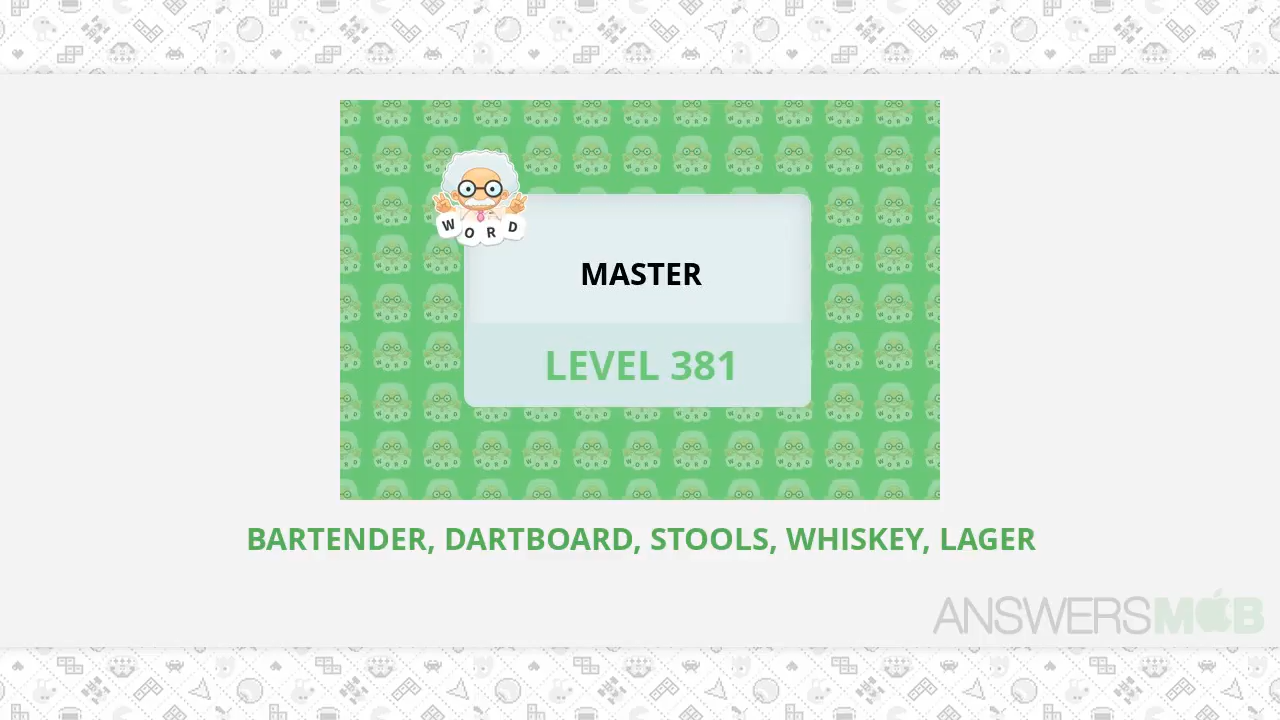 W O R D
MASTER
LEVEL 381
BARTENDER, DARTBOARD, STOOLS, WHISKEY, LAGER
ANSWERSMOB